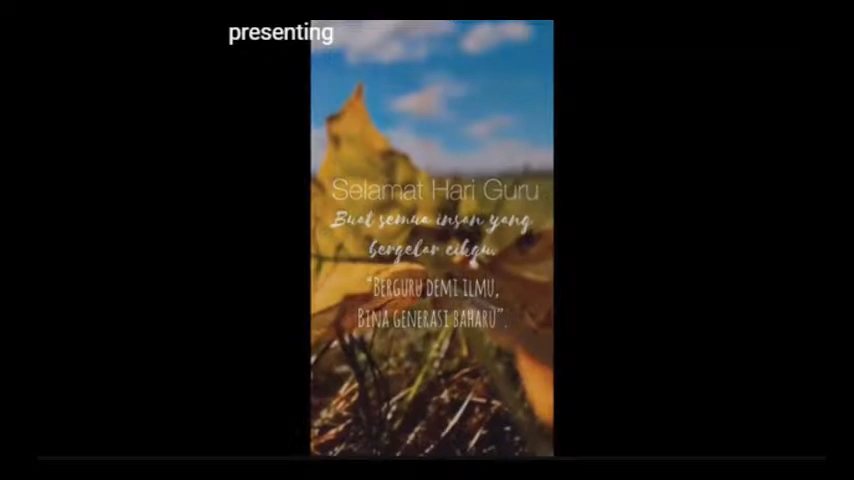 presenting
Selamat Hari Guru
Buat semua insan yang
bergelar cikgu.
"BERGURU DEMI ILMU,
BINA GENERASI BAHARU".